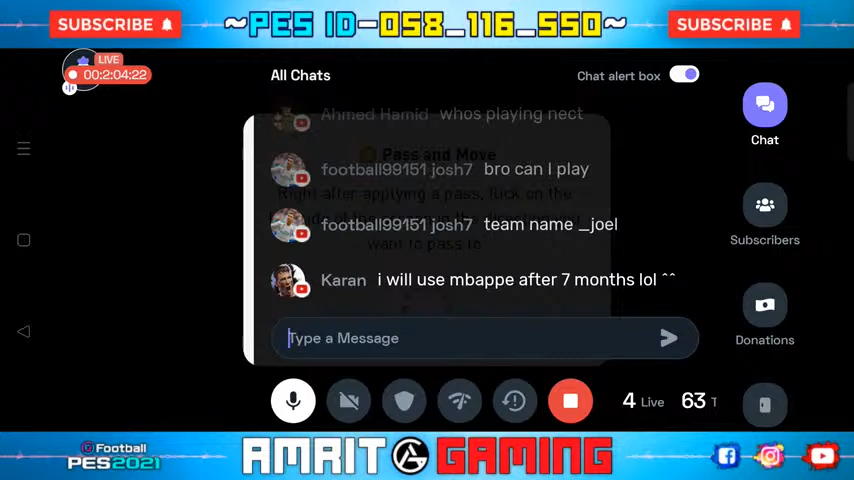 SUBSCRIBE
~PES ID-058_116_550~
SUBSCRIBE
LIVE
00:2:04:22
All Chats
Chat alert box
Ahmed Hamid whos playing nect
Pass and Move
football99151 josh7 bro can I play
Right after applying a pass, flick on the
football99151 josh7 team name _joel
want to pass to
Karan i will use mbappe after 7 months lol ^^
Type a Message
Chat
Subscribers
Donations
4 Live 63 T
eFootball
PES2021
AMRIT GAMING